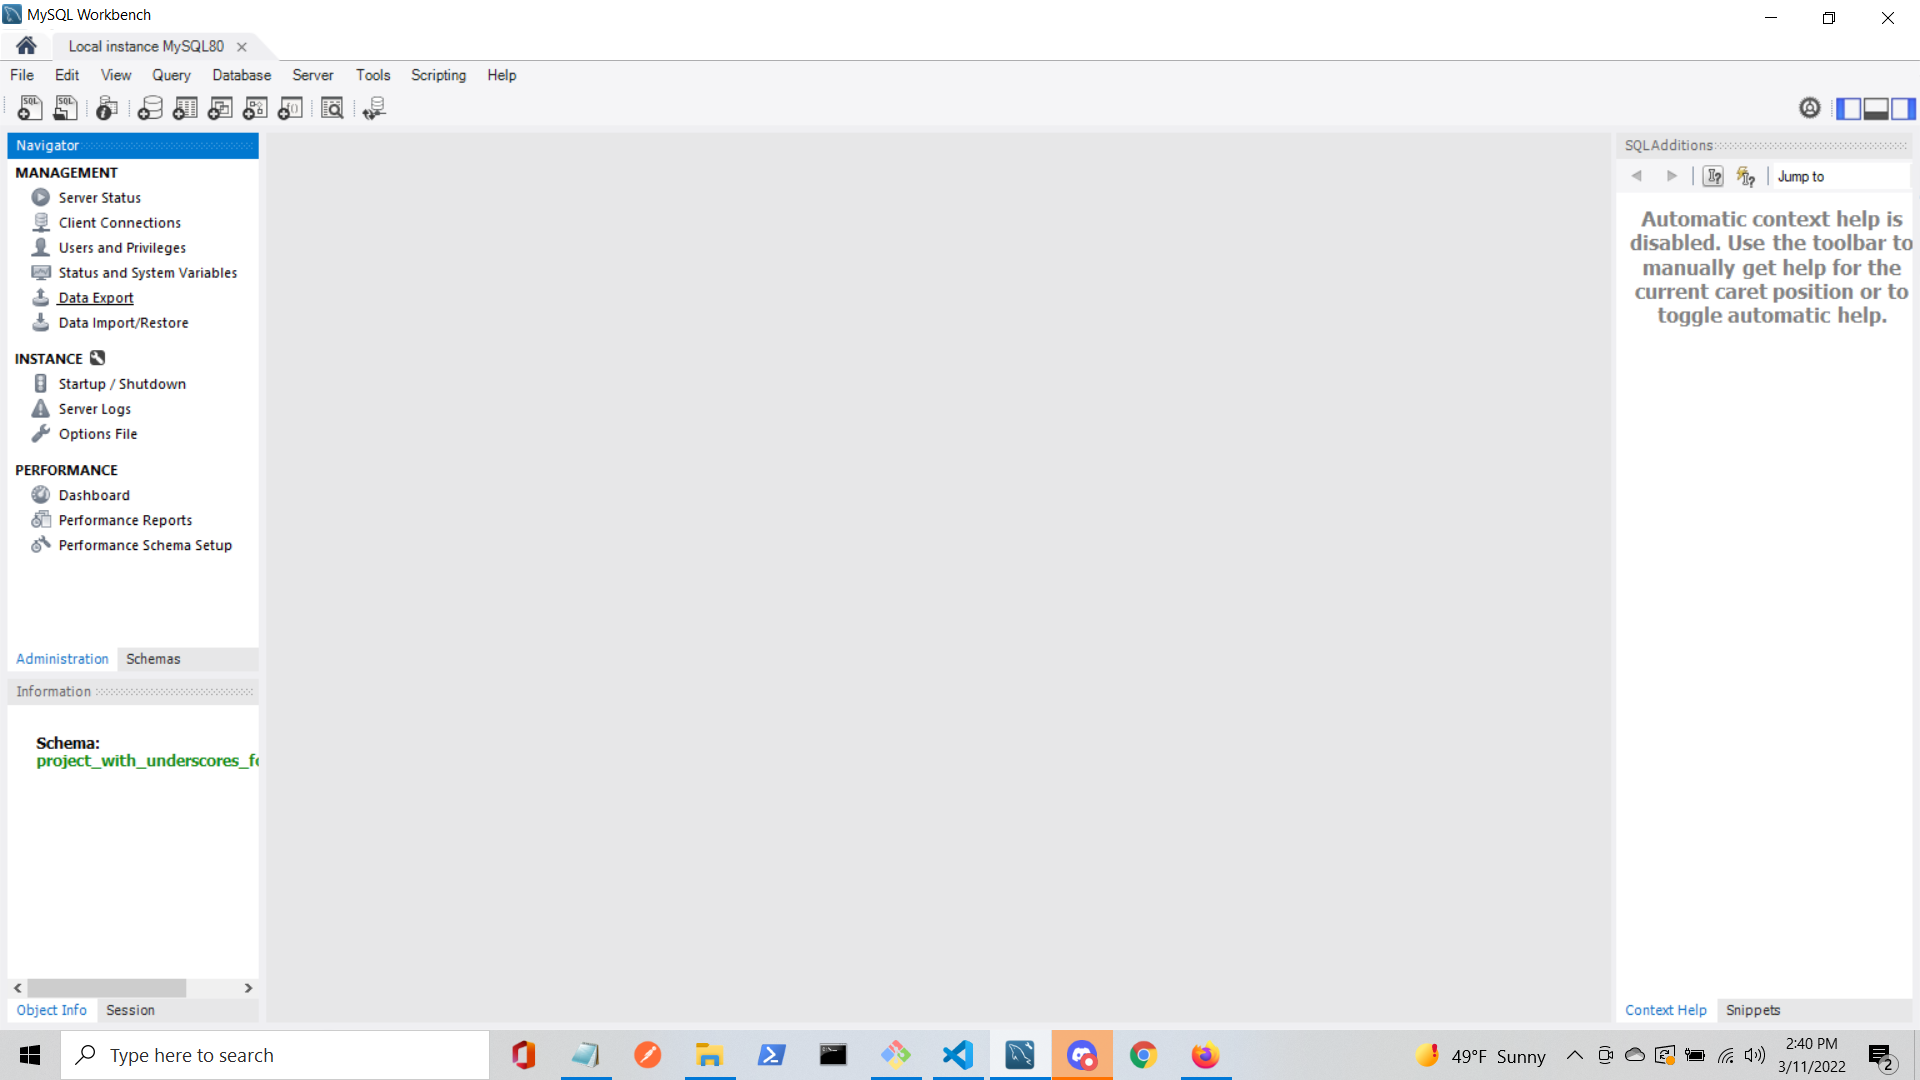 MySQL Workbench
Local instance MySQL80
File Edit View Query Database Server Tools Scripting Help
Navigator
MANAGEMENT
Server Status
Client Connections
Users and Privileges
Status and System Variables
Data Export
Data Import/Restore
INSTANCE
Startup / Shutdown
Server Logs
Options File
PERFORMANCE
Dashboard
Performance Reports
Performance Schema Setup
Administration Schemas
Information
Schema:
project_with_underscores_fo
Object Info Session
SQLAdditions
Jump to
Automatic context help is
disabled. Use the toolbar to
manually get help for the
current caret position or to
toggle automatic help.
Context Help Snippets
Type here to search
49°F Sunny
2:40 PM
3/11/2022
2